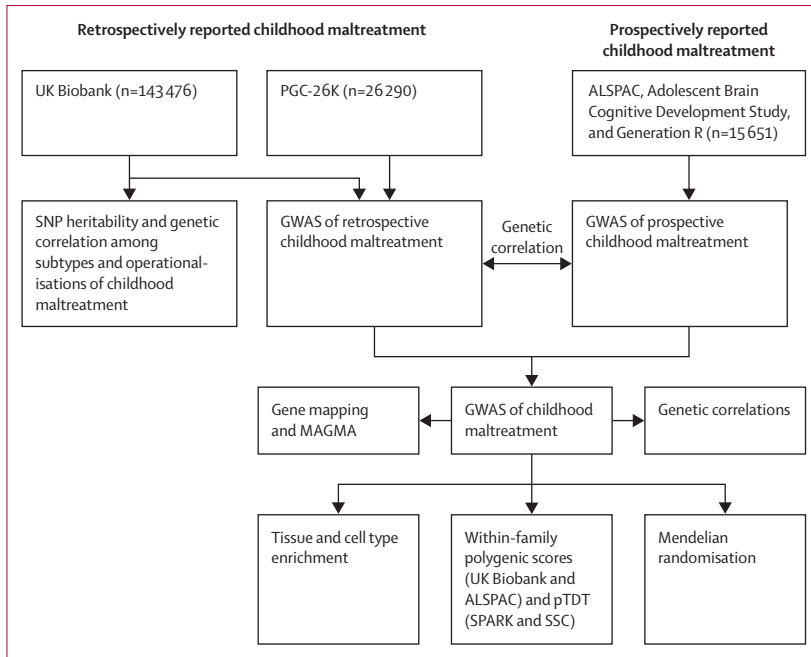 Retrospectively reported childhood maltreatment
Prospectively reported
childhood maltreatment
UK Biobank (n=143 476)
PGC-26K (n=26 290)
ALSPAC, Adolescent Brain
Cognitive Development Study,
and Generation R (n=15 651)
SNP heritability and genetic
correlation among
subtypes and operational-
isations of childhood
maltreatment
GWAS of retrospective
childhood maltreatment
Genetic
correlation
GWAS of prospective
childhood maltreatment
Gene mapping
and MAGMA
GWAS of childhood
maltreatment
Genetic correlations
Tissue and cell type
enrichment
Within-family
polygenic scores
(UK Biobank and
ALSPAC) and pTDT
(SPARK and SSC)
Mendelian
randomisation